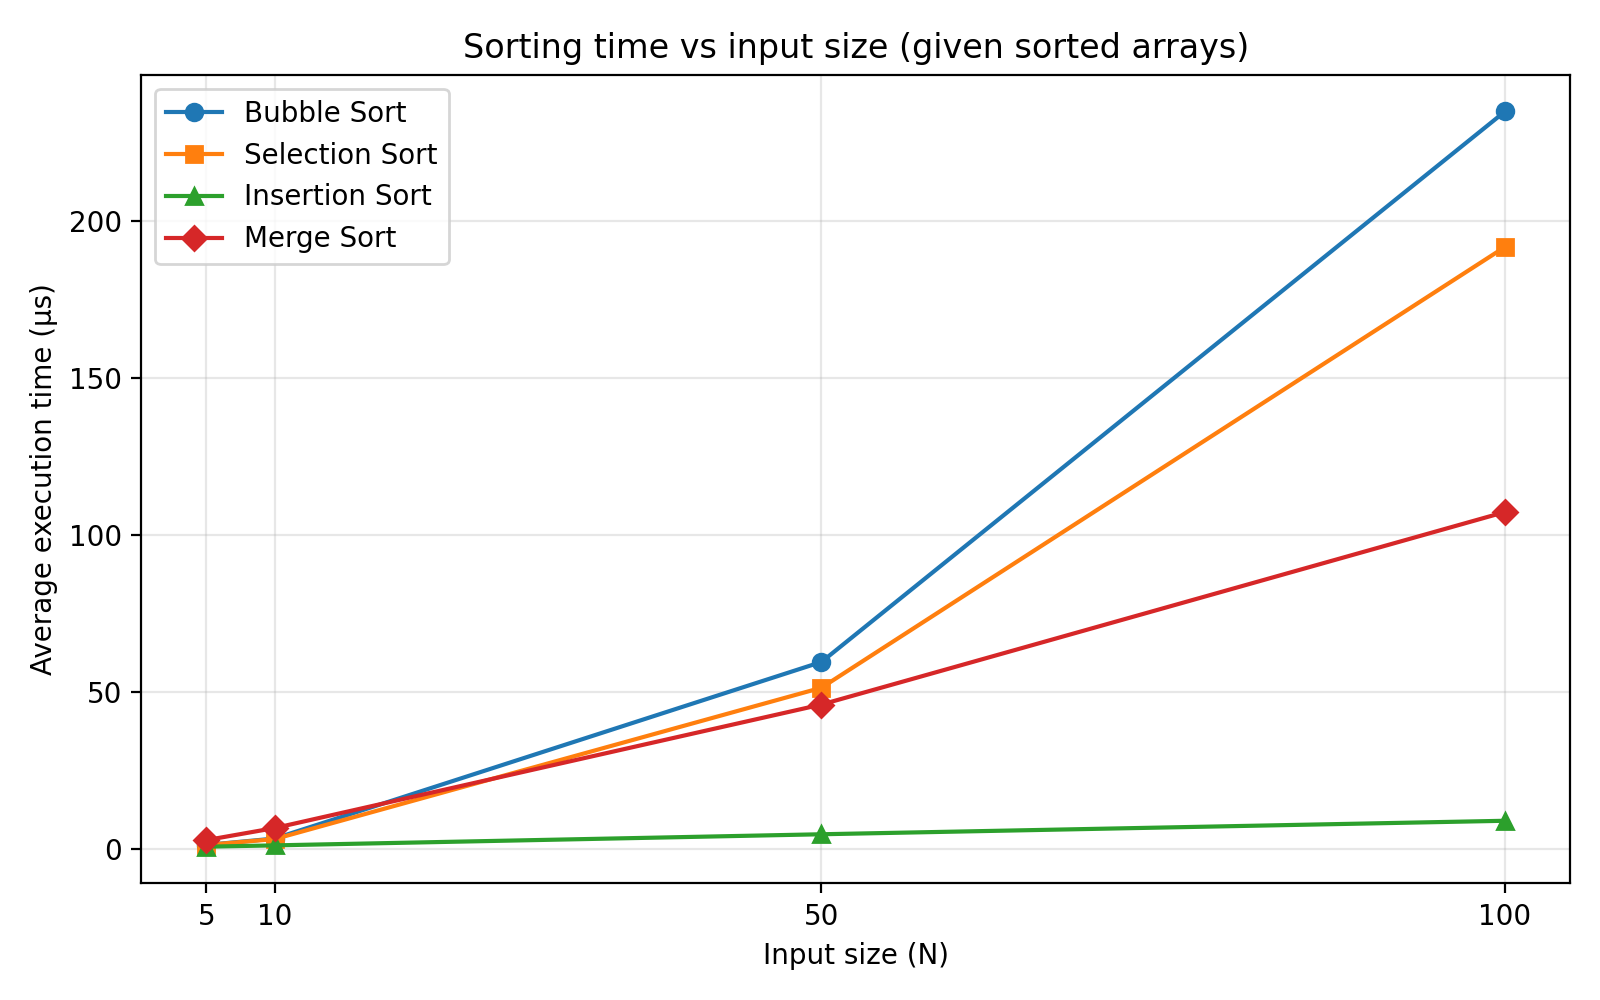 Sorting time vs input size (given sorted arrays)
Bubble Sort
Selection Sort
Insertion Sort
Merge Sort
Average execution time (µs)
200
150
100
50
0
5 10 50 100
Input size (N)